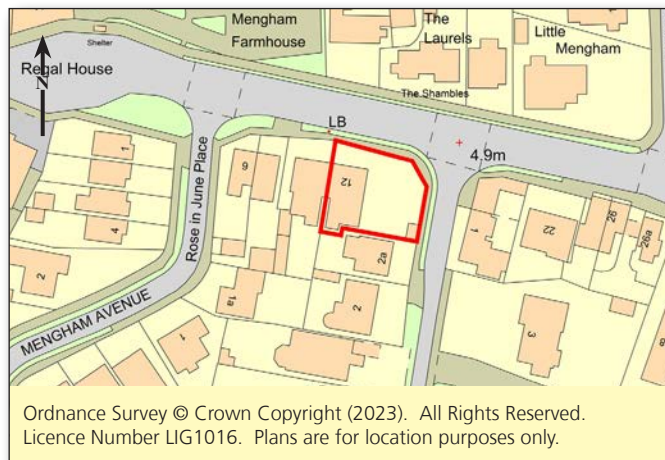 Mengham
Farmhouse
The
Laurels
Little
Mengham
Shelter
Regal House
N
The Shambles
LB
4.9m
1
6
12
Rose in June Place
4
1
22
26
26a
2a
2
MENGHAM AVENUE
1a
2
3
1
8
Ordnance Survey © Crown Copyright (2023). All Rights Reserved.
Licence Number LIG1016. Plans are for location purposes only.